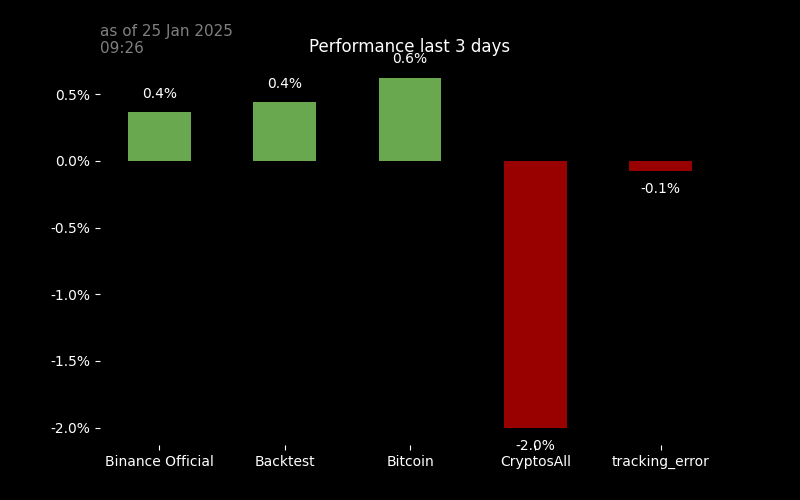 as of 25 Jan 2025
09:26
Performance last 3 days
0.6%
0.4%
0.4%
0.5%
0.0%
-0.1%
-0.5%
-1.0%
-1.5%
-2.0%
-2.0%
Binance Official
Backtest
Bitcoin
CryptosAll
tracking_error